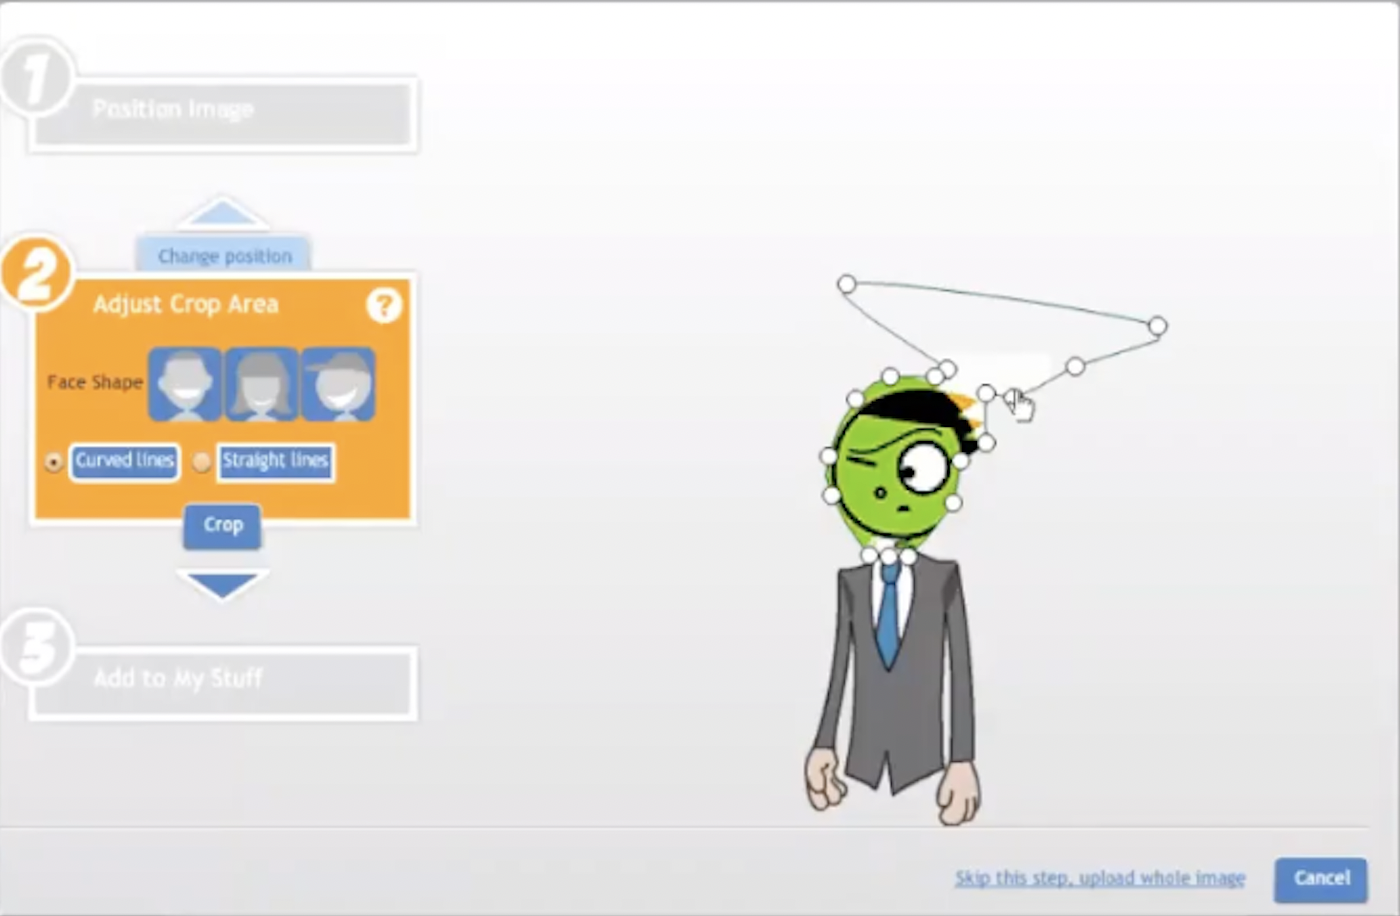 1
Position Image
Change position
2
Adjust Crop Area
?
Face Shape
Curved lines
Straight lines
Crop
3
Add to My Stuff
Skip this step, upload whole image
Cancel